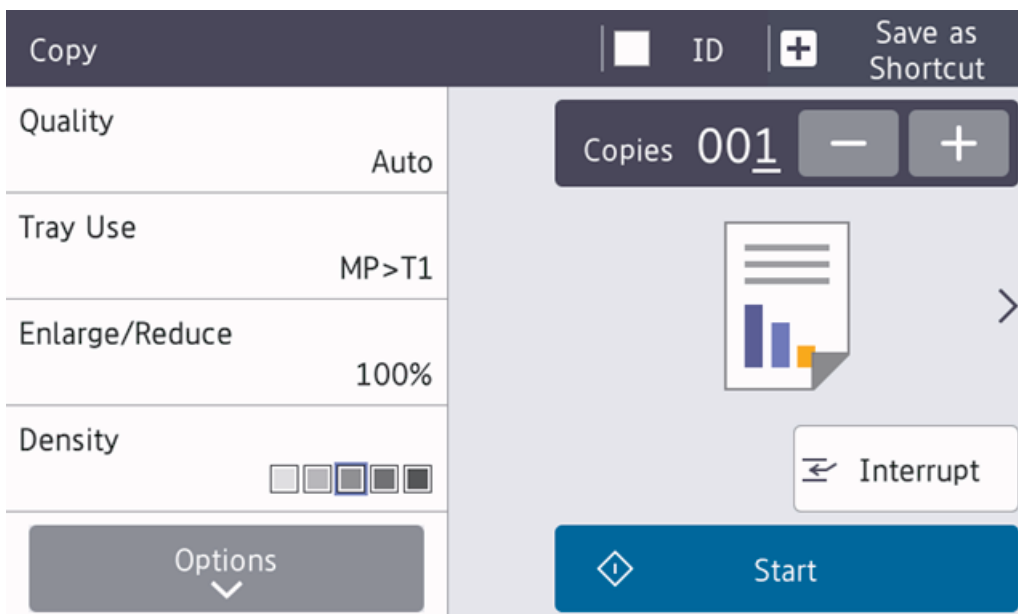 Copy
ID
Save as
Shortcut
Quality
Auto
Tray Use
MP>T1
Enlarge/Reduce
100%
Density
Options
Copies 001
Interrupt
Start